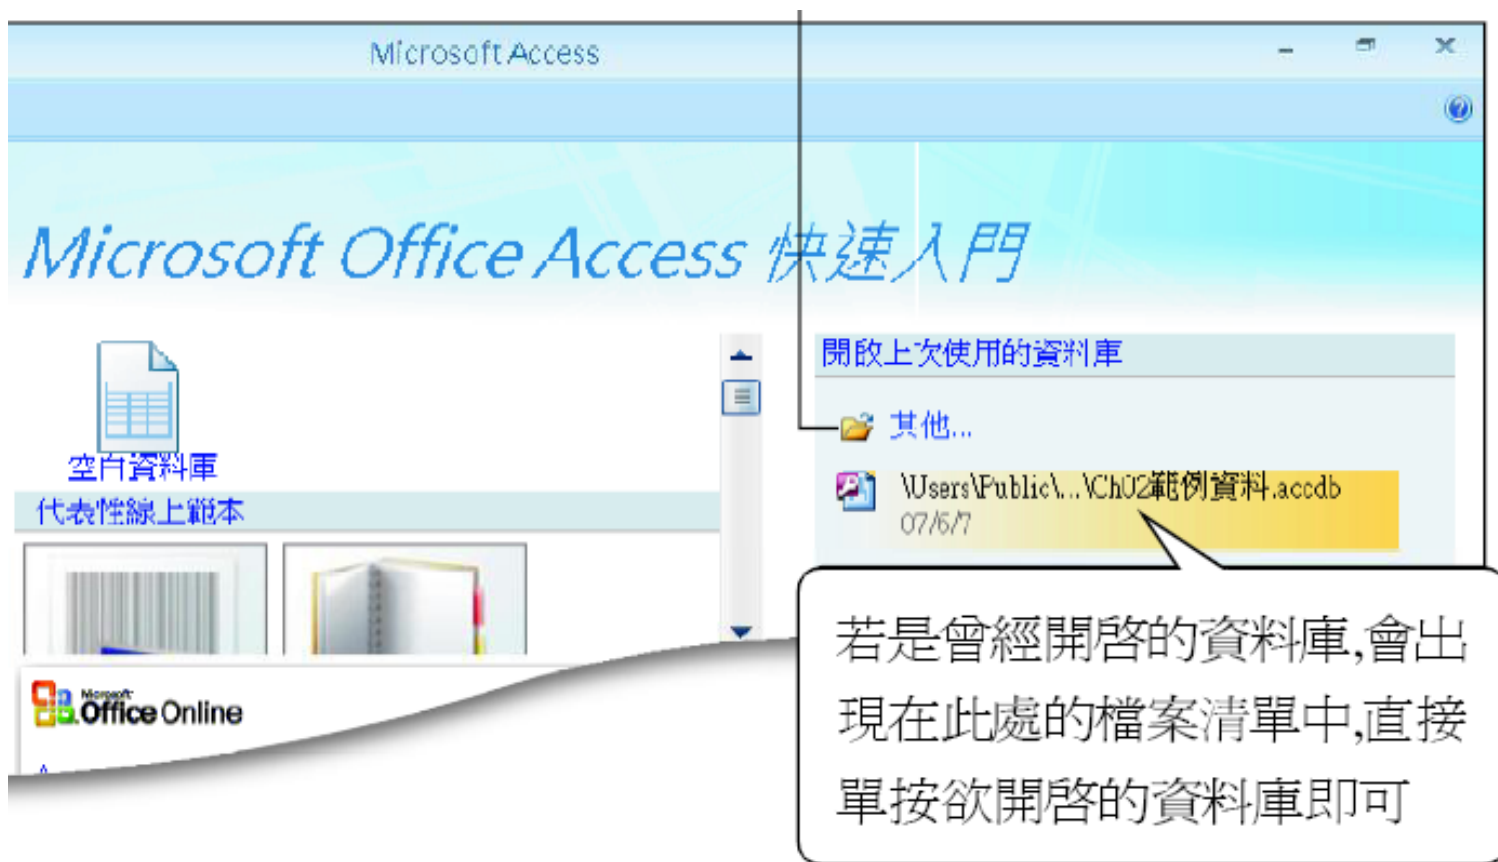 Microsoft Access
Microsoft Office Access 快速入門
開啟上次使用的資料庫
其他...
\Users\Public\...\Ch02範例資料.accdb
07/6/7
空白資料庫
代表性線上範本
Microsoft
Office Online
若是曾經開啓的資料庫,會出
現在此處的檔案清單中,直接
單按欲開啓的資料庫即可